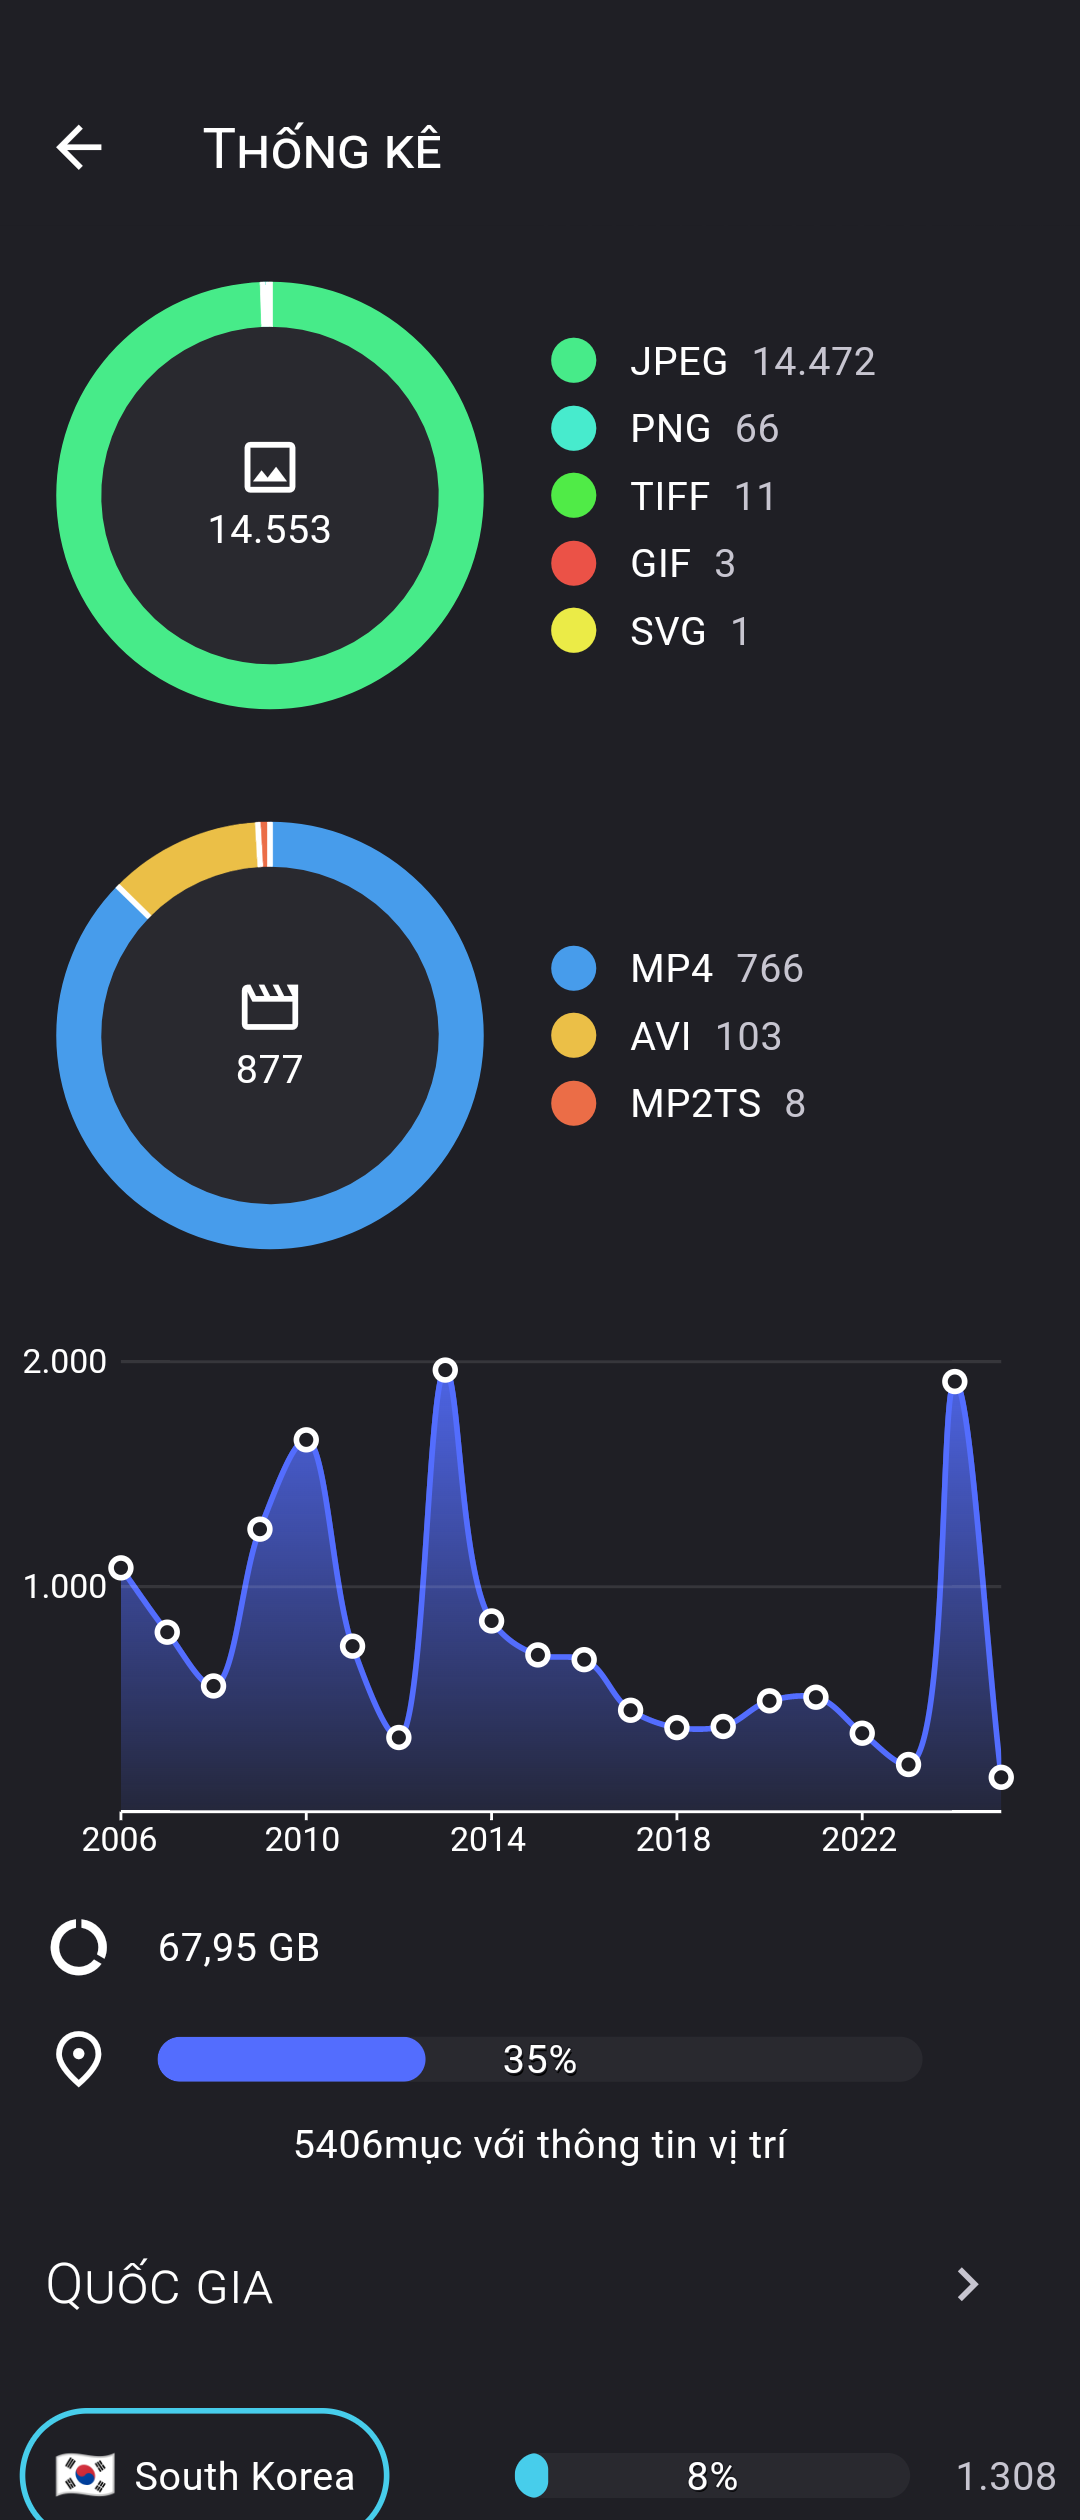 Thống kê
JPEG 14.472
PNG 66
TIFF 11
GIF 3
SVG 1
14.553
MP4 766
AVI 103
MP2TS 8
877
2.000
1.000
2006 2010 2014 2018 2022
67,95 GB
35%
5406mục với thông tin vị trí
Quốc gia
South Korea 8% 1.308